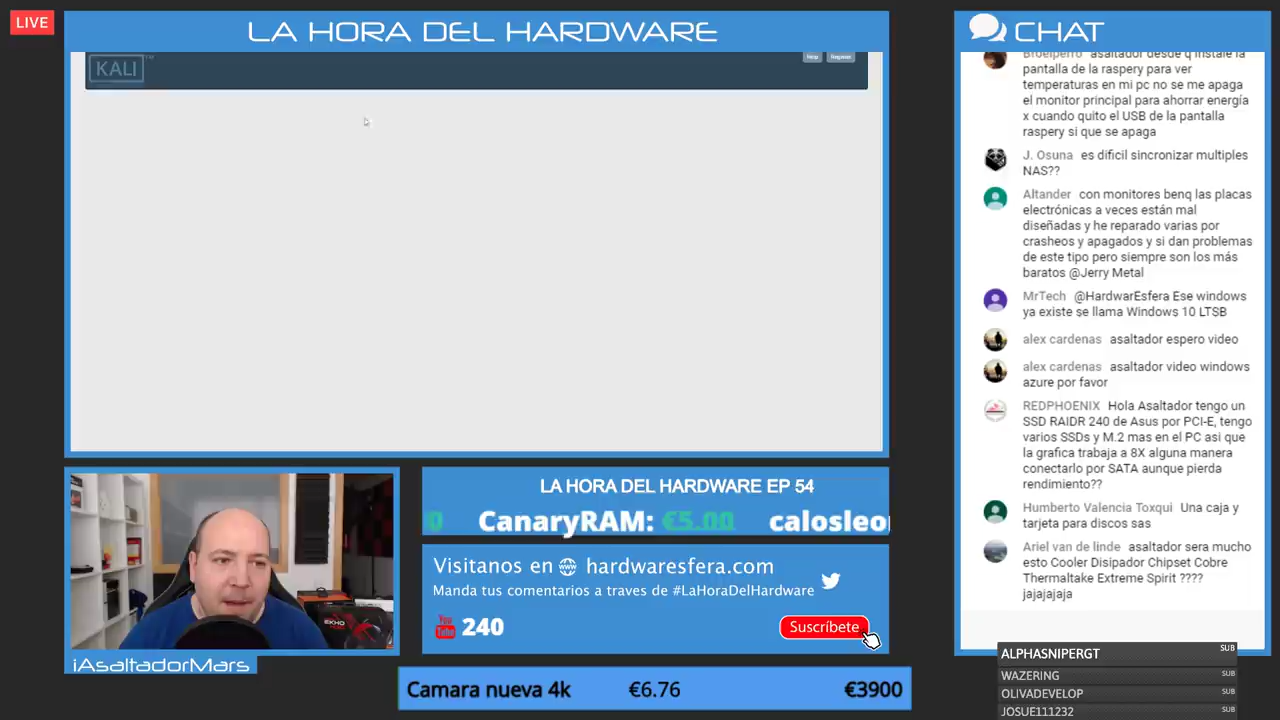 LIVE
LA HORA DEL HARDWARE
KALI
Help
Register
CHAT
Broelperro asaltador desde q instale la
pantalla de la raspery para ver
temperaturas en mi pc no se me apaga
el monitor principal para ahorrar energía
x cuando quito el USB de la pantalla
raspery si que se apaga
J. Osuna es dificil sincronizar multiples
NAS??
Altander con monitores benq las placas
electrónicas a veces están mal
diseñadas y he reparado varias por
crasheos y apagados y si dan problemas
de este tipo pero siempre son los más
baratos @Jerry Metal
MrTech @HardwarEsfera Ese windows
ya existe se llama Windows 10 LTSB
alex cardenas asaltador espero video
alex cardenas asaltador video windows
azure por favor
REDPHOENIX Hola Asaltador tengo un
SSD RAIDR 240 de Asus por PCI-E, tengo
varios SSDs y M.2 mas en el PC asi que
la grafica trabaja a 8X alguna manera
conectarlo por SATA aunque pierda
rendimiento??
Humberto Valencia Toxqui Una caja y
tarjeta para discos sas
Ariel van de linde asaltador sera mucho
esto Cooler Disipador Chipset Cobre
Thermaltake Extreme Spirit ????
jajajajaja
ALPHASNIPERGT SUB
WAZERING SUB
OLIVADEVELOP SUB
JOSUE111232 SUB
LA HORA DEL HARDWARE EP 54
0 CanaryRAM: €5.00 calosleo
Visitanos en hardwaresfera.com
Manda tus comentarios a traves de #LaHoraDelHardware
You Tube 240 Suscríbete
iAsaltadorMars
Camara nueva 4k €6.76 €3900